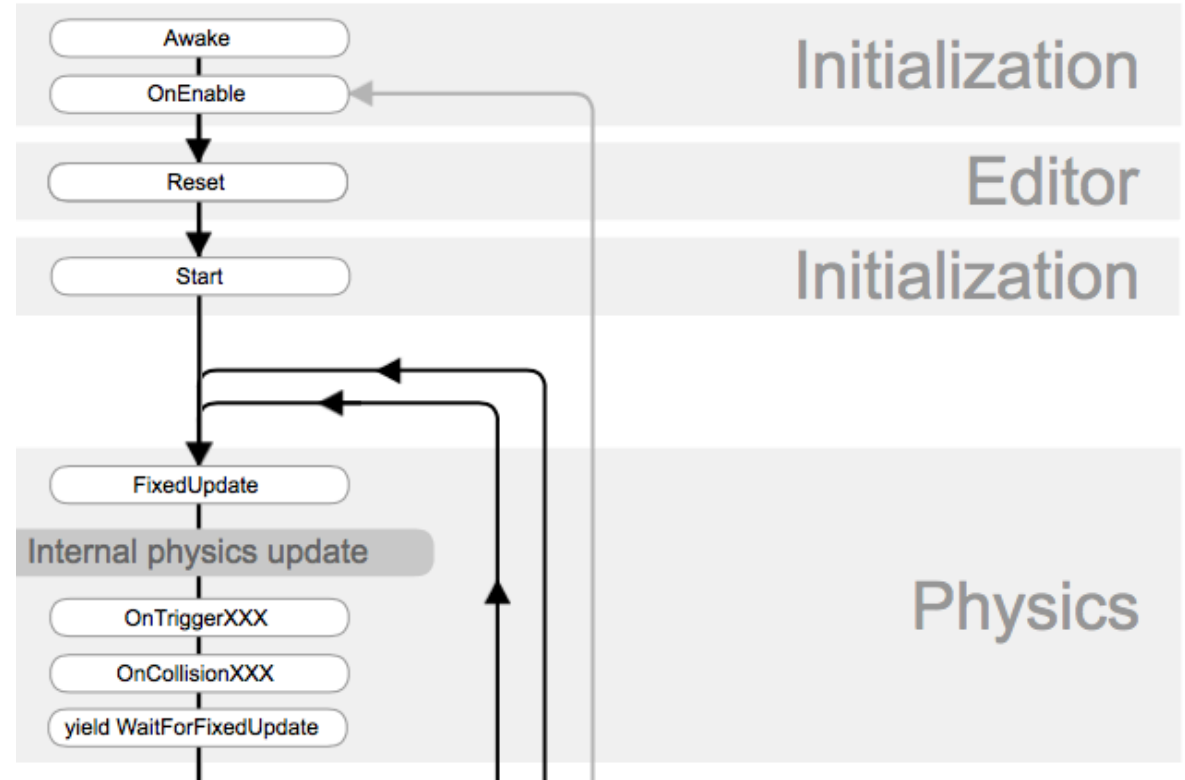 Awake
Initialization
OnEnable
Reset
Editor
Start
Initialization
FixedUpdate
Internal physics update
OnTriggerXXX
Physics
OnCollisionXXX
yield WaitForFixedUpdate